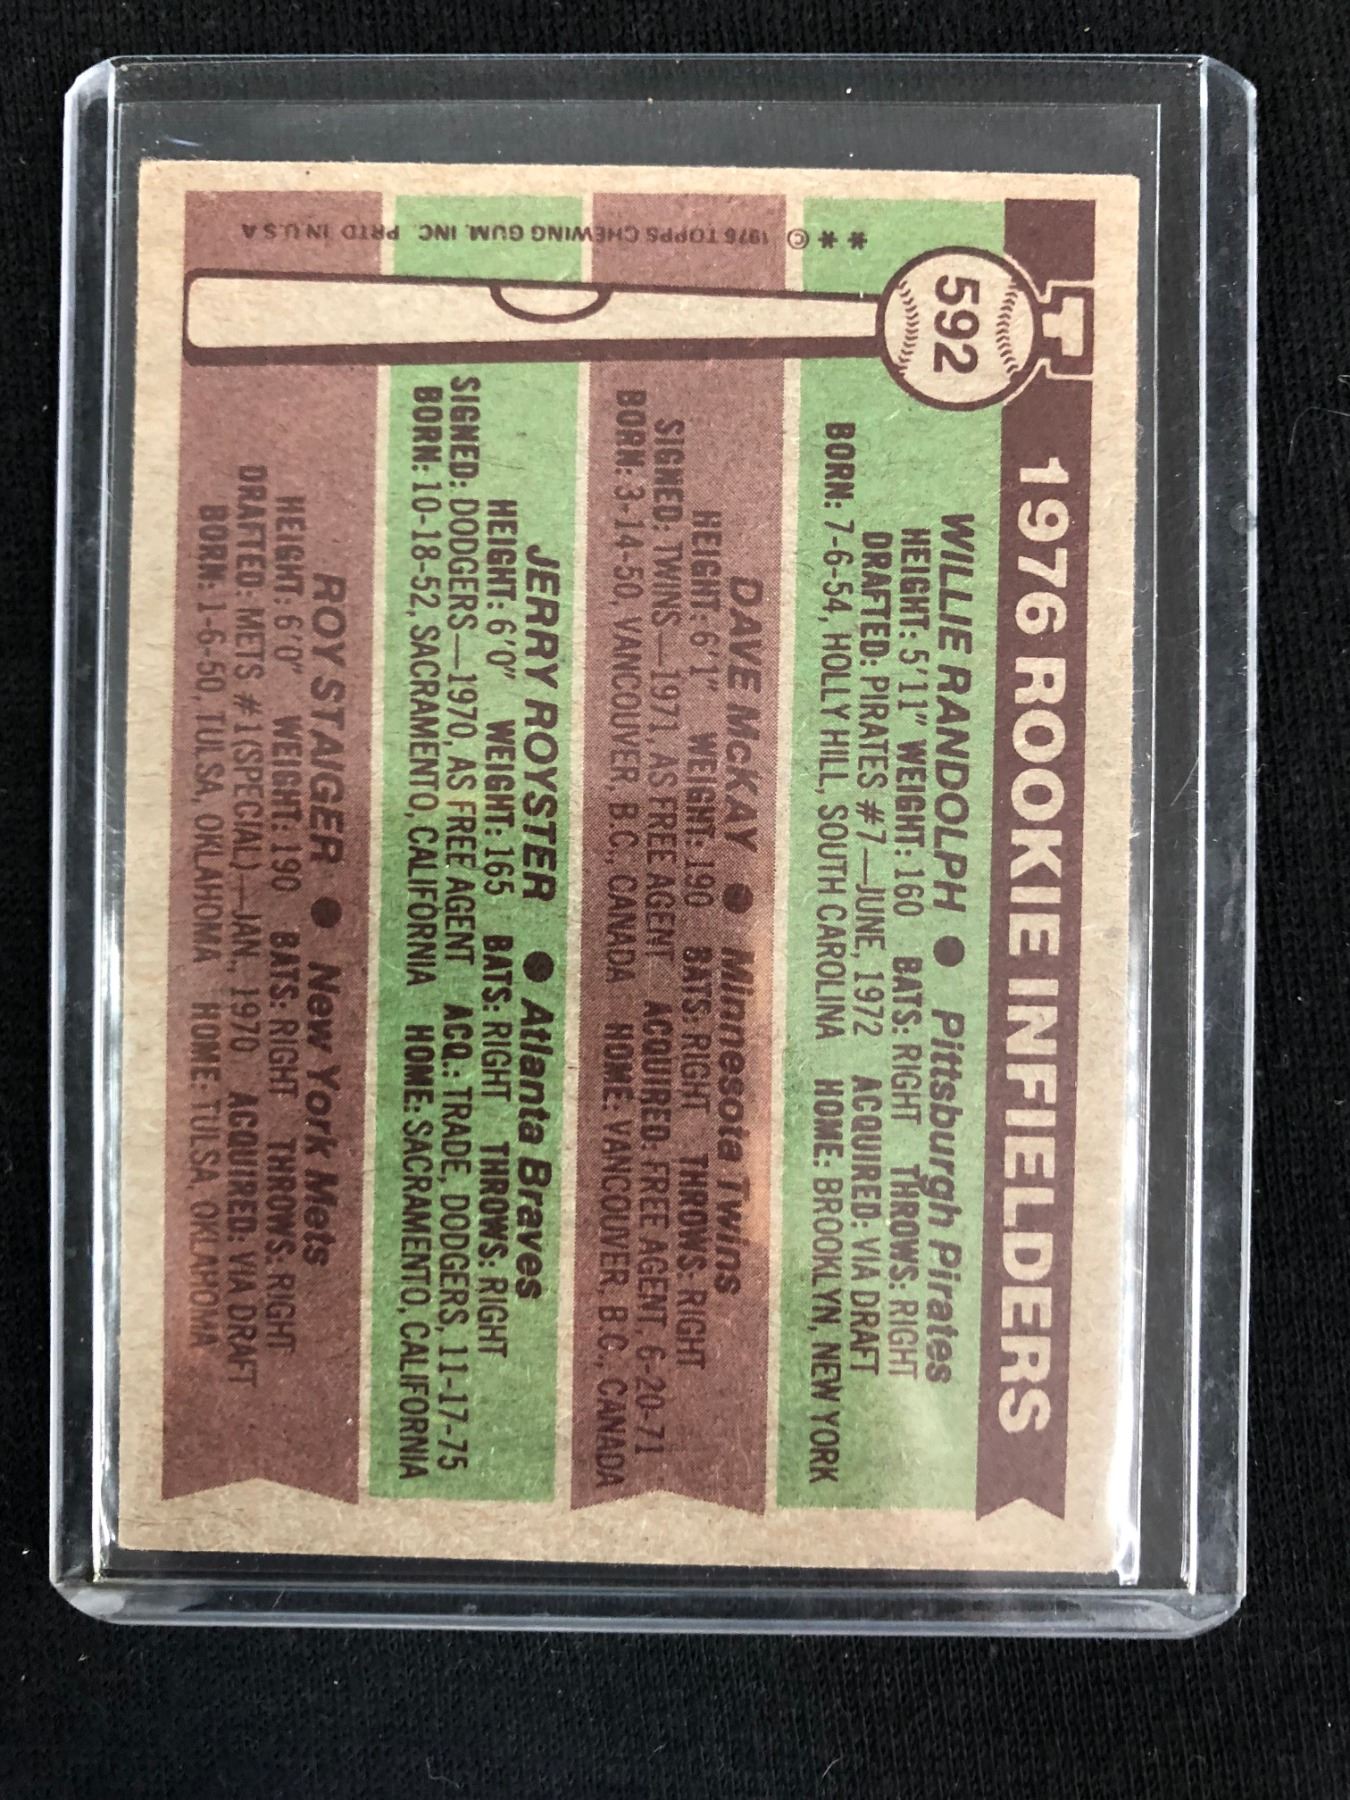 1976 ROOKIE INFIELDERS
592
WILLIE RANDOLPH ● Pittsburgh Pirates
HEIGHT: 5'11" WEIGHT: 160 BATS: RIGHT THROWS: RIGHT
DRAFTED: PIRATES #7—JUNE, 1972 ACQUIRED: VIA DRAFT
BORN: 7-6-54, HOLLY HILL, SOUTH CAROLINA HOME: BROOKLYN, NEW YORK
DAVE McKAY ● Minnesota Twins
HEIGHT: 6'1" WEIGHT: 190 BATS: RIGHT THROWS: RIGHT
SIGNED: TWINS—1971, AS FREE AGENT ACQUIRED: FREE AGENT, 6-20-71
BORN: 3-14-50, VANCOUVER, B.C., CANADA HOME: VANCOUVER, B.C., CANADA
JERRY ROYSTER ● Atlanta Braves
HEIGHT: 6'0" WEIGHT: 165 BATS: RIGHT THROWS: RIGHT
SIGNED: DODGERS—1970, AS FREE AGENT ACQ.: TRADE, DODGERS, 11-17-75
BORN: 10-18-52, SACRAMENTO, CALIFORNIA HOME: SACRAMENTO, CALIFORNIA
ROY STAIGER ● New York Mets
HEIGHT: 6'0" WEIGHT: 190 BATS: RIGHT THROWS: RIGHT
DRAFTED: METS #1(SPECIAL)—JAN., 1970 ACQUIRED: VIA DRAFT
BORN: 1-6-50, TULSA, OKLAHOMA HOME: TULSA, OKLAHOMA
** © 1976 TOPPS CHEWING GUM, INC. PRTD IN U.S.A